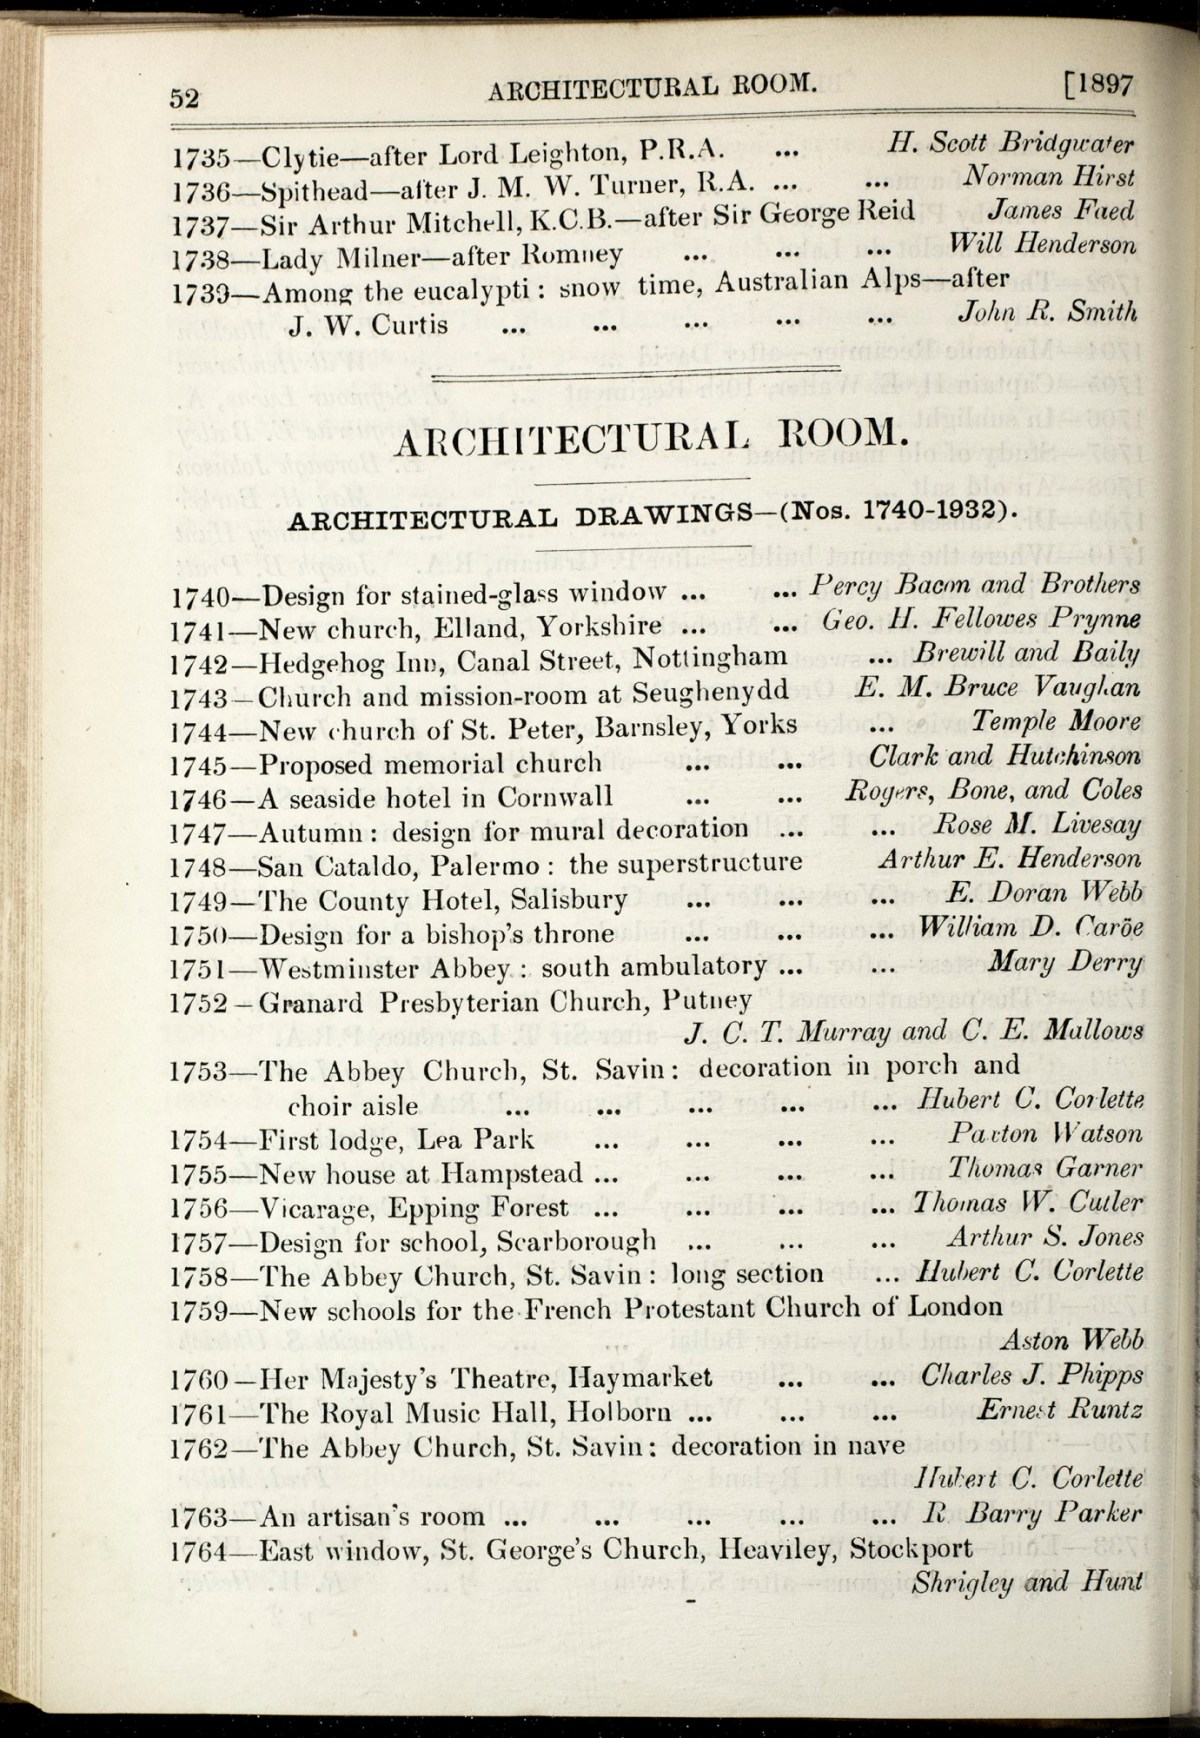 52 ARCHITECTURAL ROOM. [1897
1735—Clytie—after Lord Leighton, P.R.A. ... H. Scott Bridgwater
1736—Spithead—after J. M. W. Turner, R.A. ... ... Norman Hirst
1737—Sir Arthur Mitchell, K.C.B.—after Sir George Reid James Faed
1738—Lady Milner—after Romney ... ... ... Will Henderson
1739—Among the eucalypti: snow time, Australian Alps—after
J. W. Curtis ... ... ... ... ... John R. Smith
ARCHITECTURAL ROOM.
ARCHITECTURAL DRAWINGS—(Nos. 1740-1932).
1740—Design for stained-glass window ... ... Percy Bacon and Brothers
1741—New church, Elland, Yorkshire ... ... Geo. H. Fellowes Prynne
1742—Hedgehog Inn, Canal Street, Nottingham ... Brewill and Baily
1743—Church and mission-room at Seughenydd E. M. Bruce Vaughan
1744—New church of St. Peter, Barnsley, Yorks ... Temple Moore
1745—Proposed memorial church ... ... Clark and Hutchinson
1746—A seaside hotel in Cornwall ... ... Rogers, Bone, and Coles
1747—Autumn: design for mural decoration ... ... Rose M. Livesay
1748—San Cataldo, Palermo: the superstructure Arthur E. Henderson
1749—The County Hotel, Salisbury ... ... ... E. Doran Webb
1750—Design for a bishop's throne ... ... ... William D. Caröe
1751—Westminster Abbey: south ambulatory ... ... Mary Derry
1752—Granard Presbyterian Church, Putney
J. C. T. Murray and C. E. Mallows
1753—The Abbey Church, St. Savin: decoration in porch and
choir aisle ... ... ... ... ... Hubert C. Corlette
1754—First lodge, Lea Park ... ... ... ... Paxton Watson
1755—New house at Hampstead ... ... ... ... Thomas Garner
1756—Vicarage, Epping Forest ... ... ... ... Thomas W. Cutler
1757—Design for school, Scarborough ... ... ... Arthur S. Jones
1758—The Abbey Church, St. Savin: long section ... Hubert C. Corlette
1759—New schools for the French Protestant Church of London
Aston Webb
1760—Her Majesty's Theatre, Haymarket ... ... Charles J. Phipps
1761—The Royal Music Hall, Holborn ... ... ... Ernest Runtz
1762—The Abbey Church, St. Savin: decoration in nave
Hubert C. Corlette
1763—An artisan's room ... ... ... ... ... R. Barry Parker
1764—East window, St. George's Church, Heaviley, Stockport
Shrigley and Hunt